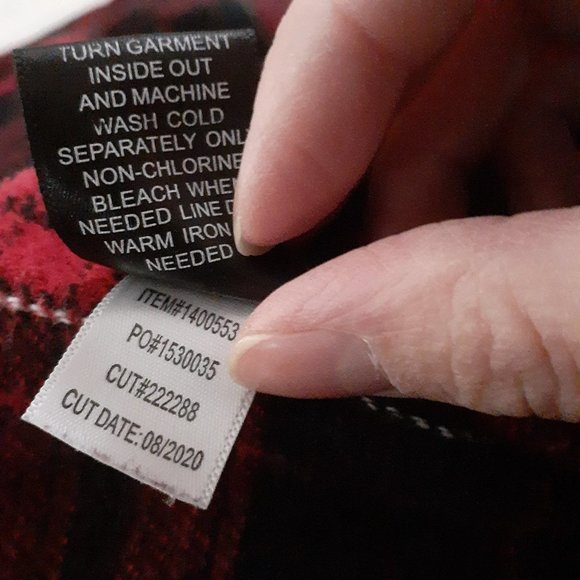 TURN GARMENT
INSIDE OUT
AND MACHINE
WASH COLD
SEPARATELY
NON-CHLORINE
BLEACH
NEEDED LINE
WARM IRON
NEEDED
ITEM#1400553
PO#1530035
CUT#222288
CUT DATE: 08/2020